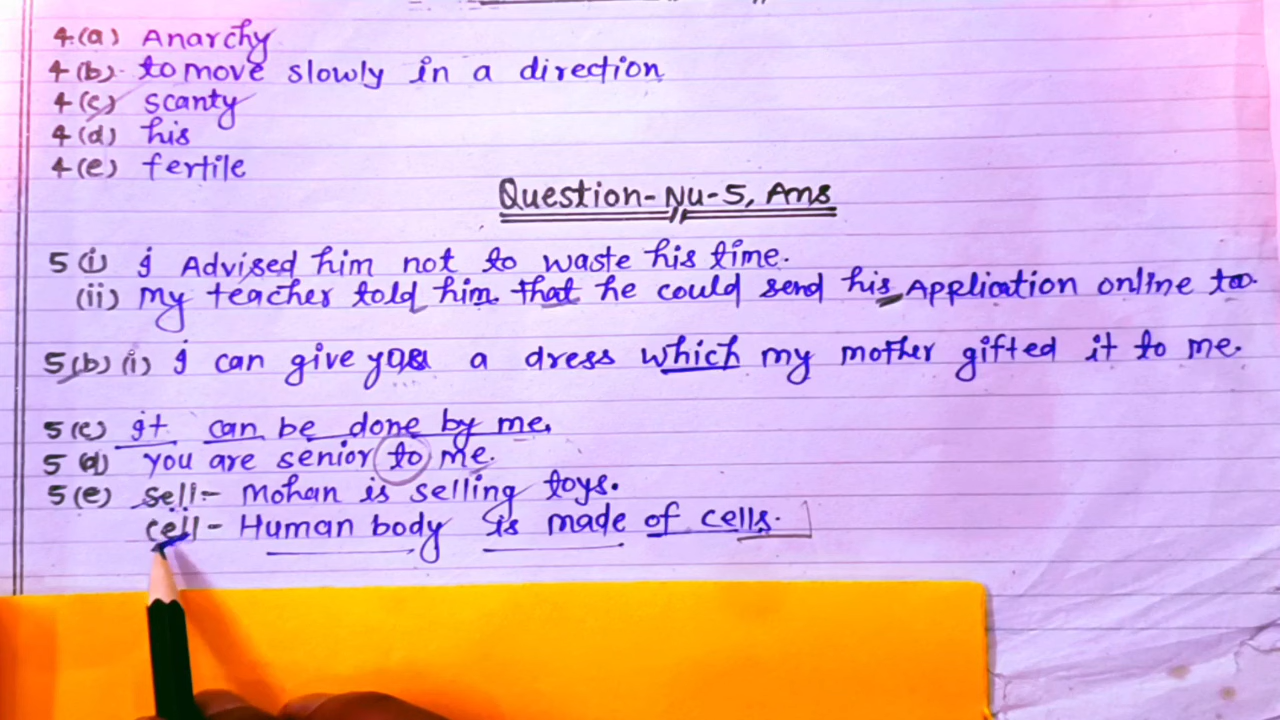 4.(a) Anarchy
4(b). to move slowly in a direction
4(c) scanty
4(d) his
4(e) fertile
Question-Nu-5, Ans
5(i) I Advised him not to waste his time.
(ii) My teacher told him that he could send his Application online too.
5(b)(i) I can give you a dress which my mother gifted it to me.
5(c) It can be done by me.
5(d) You are senior to me.
5(e) sell:- Mohan is selling toys.
cell- Human body is made of cells.